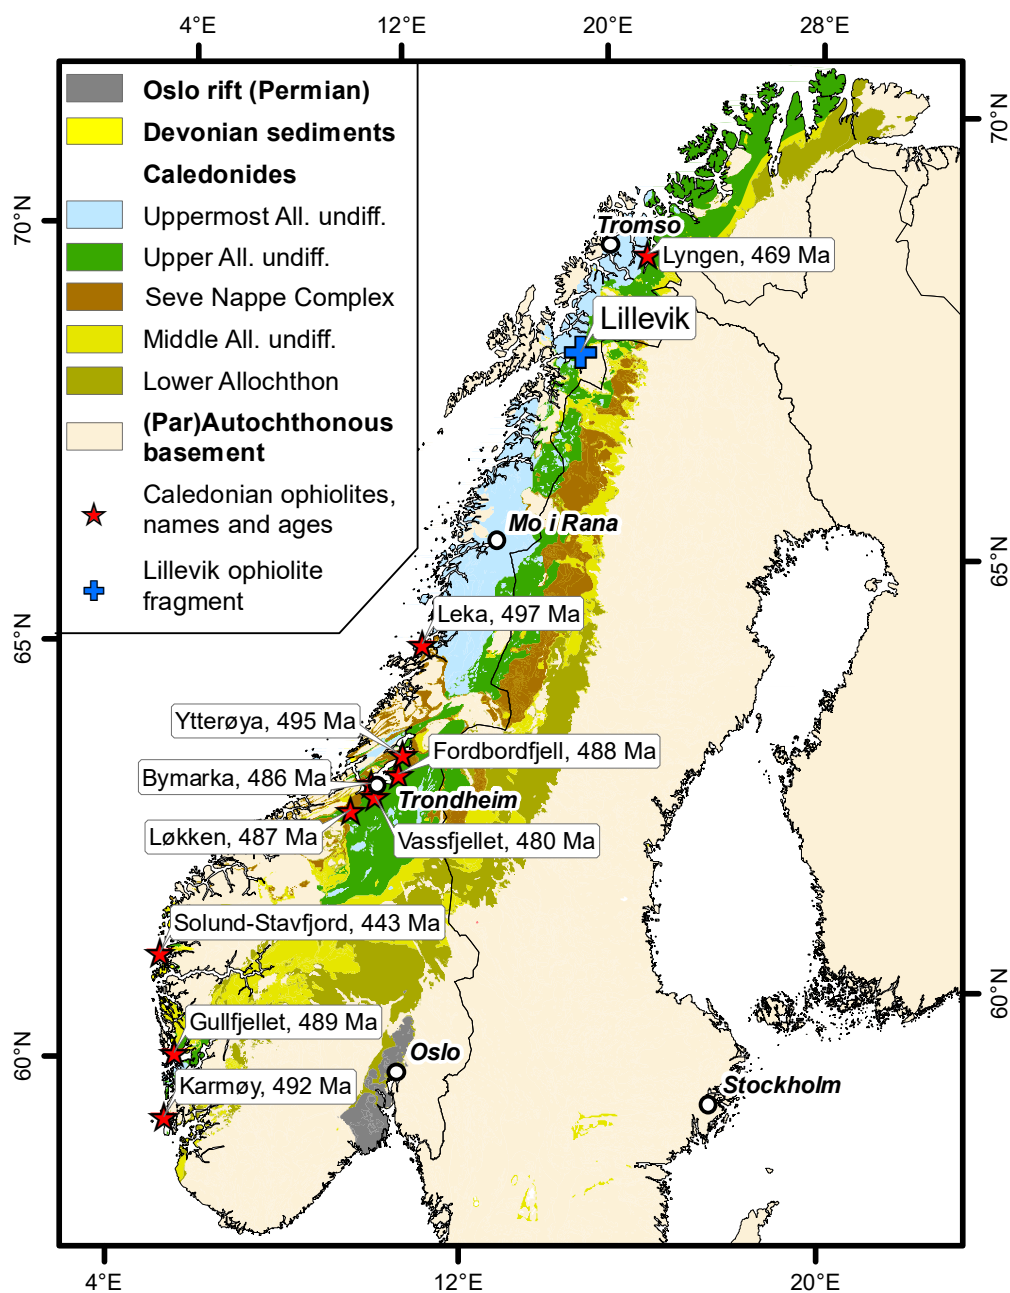 4°E
12°E
20°E
28°E
Oslo rift (Permian)
Devonian sediments
Caledonides
Uppermost All. undiff.
Upper All. undiff.
Seve Nappe Complex
Middle All. undiff.
Lower Allochthon
(Par)Autochthonous
basement
Caledonian ophiolites,
names and ages
Lillevik ophiolite
fragment
70°N
70°N
Tromsø
Lyngen, 469 Ma
Lillevik
Mo i Rana
65°N
65°N
Leka, 497 Ma
Ytterøya, 495 Ma
Fordbordfjell, 488 Ma
Bymarka, 486 Ma
Trondheim
Løkken, 487 Ma
Vassfjellet, 480 Ma
Solund-Stavfjord, 443 Ma
60°N
60°N
Gullfjellet, 489 Ma
Oslo
Karmøy, 492 Ma
Stockholm
4°E
12°E
20°E